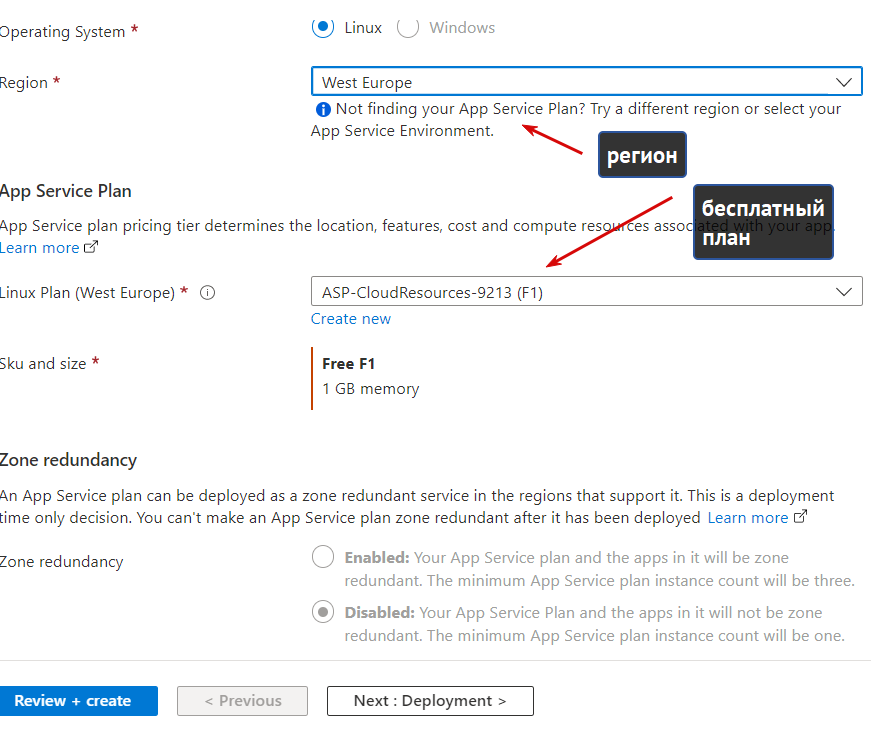 Operating System *
Linux
Windows
Region *
West Europe
Not finding your App Service Plan? Try a different region or select your
App Service Environment.
регион
App Service Plan
бесплатный
план
App Service plan pricing tier determines the location, features, cost and compute resources associated with your app.
Learn more
Linux Plan (West Europe) *
ASP-CloudResources-9213 (F1)
Create new
Sku and size *
Free F1
1 GB memory
Zone redundancy
An App Service plan can be deployed as a zone redundant service in the regions that support it. This is a deployment
time only decision. You can't make an App Service plan zone redundant after it has been deployed Learn more
Zone redundancy
Enabled: Your App Service plan and the apps in it will be zone
redundant. The minimum App Service plan instance count will be three.
Disabled: Your App Service Plan and the apps in it will not be zone
redundant. The minimum App Service plan instance count will be one.
Review + create
< Previous
Next : Deployment >